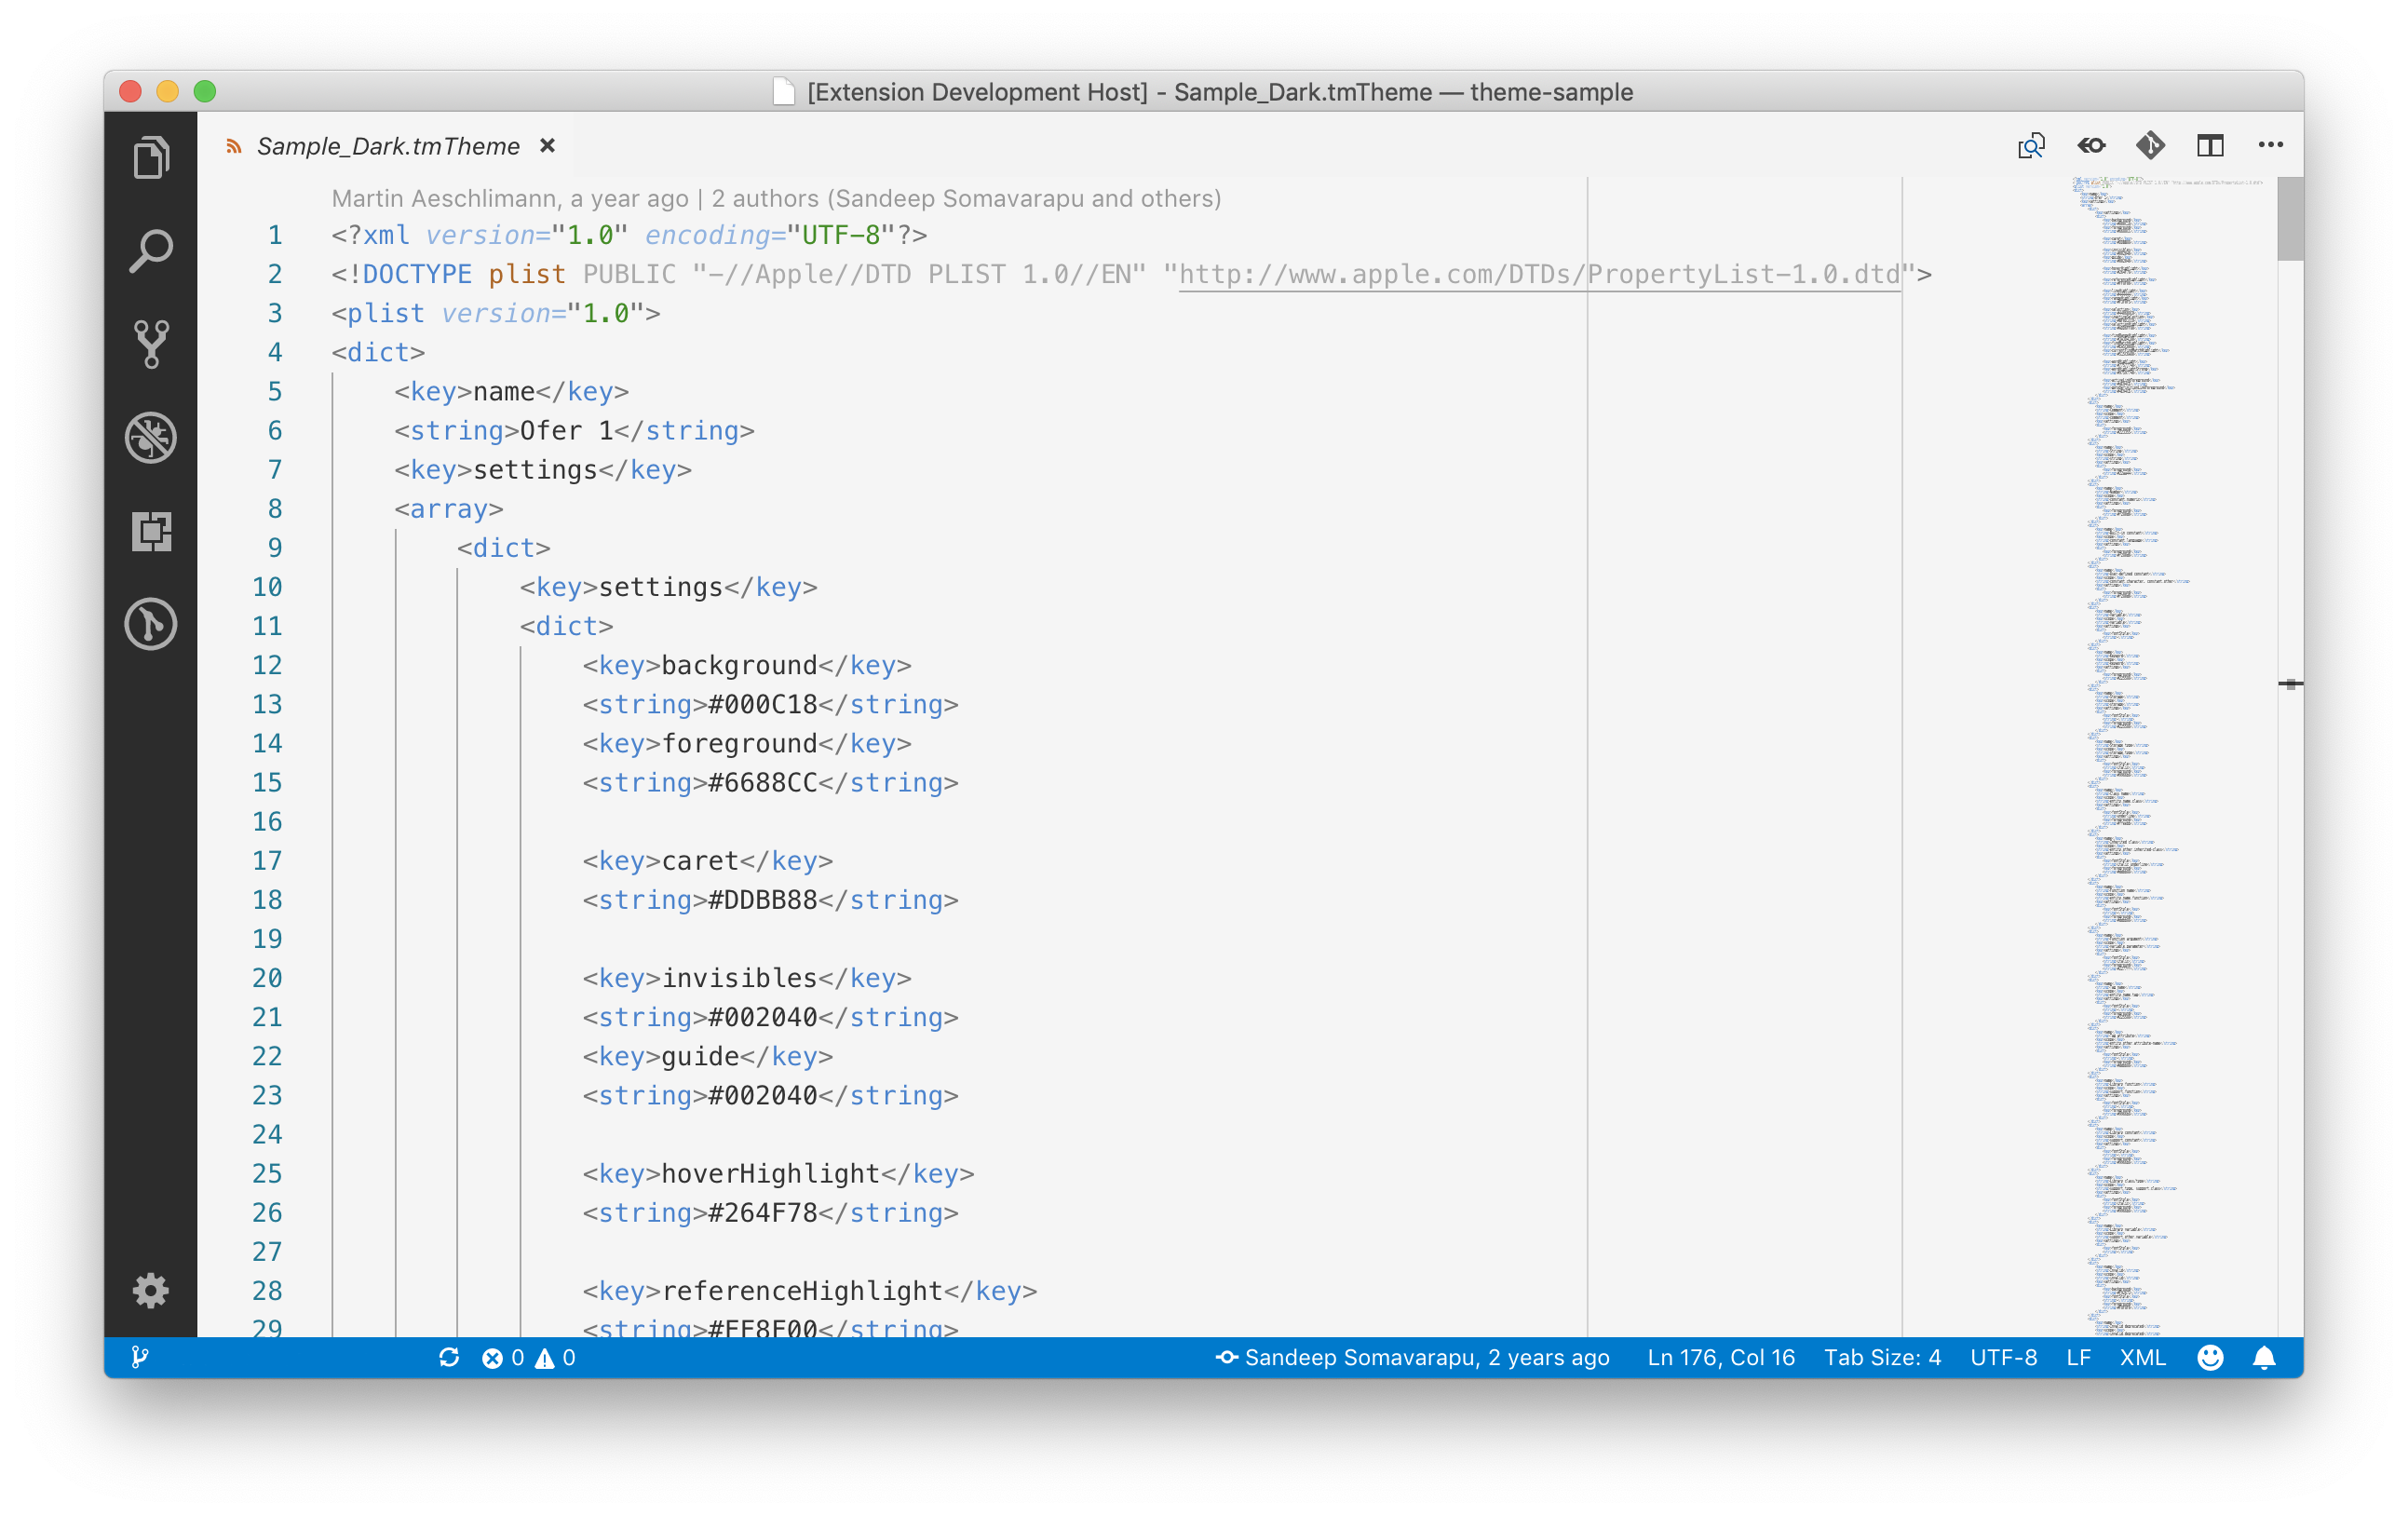 [Extension Development Host] - Sample_Dark.tmTheme — theme-sample
Sample_Dark.tmTheme
Martin Aeschlimann, a year ago | 2 authors (Sandeep Somavarapu and others)
1 <?xml version="1.0" encoding="UTF-8"?>
2 <!DOCTYPE plist PUBLIC "-//Apple//DTD PLIST 1.0//EN" "http://www.apple.com/DTDs/PropertyList-1.0.dtd">
3 <plist version="1.0">
4 <dict>
5 <key>name</key>
6 <string>Ofer 1</string>
7 <key>settings</key>
8 <array>
9 <dict>
10 <key>settings</key>
11 <dict>
12 <key>background</key>
13 <string>#000C18</string>
14 <key>foreground</key>
15 <string>#6688CC</string>
16
17 <key>caret</key>
18 <string>#DDBB88</string>
19
20 <key>invisibles</key>
21 <string>#002040</string>
22 <key>guide</key>
23 <string>#002040</string>
24
25 <key>hoverHighlight</key>
26 <string>#264F78</string>
27
28 <key>referenceHighlight</key>
29 <string>#FF8F00</string>
0 0 Sandeep Somavarapu, 2 years ago Ln 176, Col 16 Tab Size: 4 UTF-8 LF XML